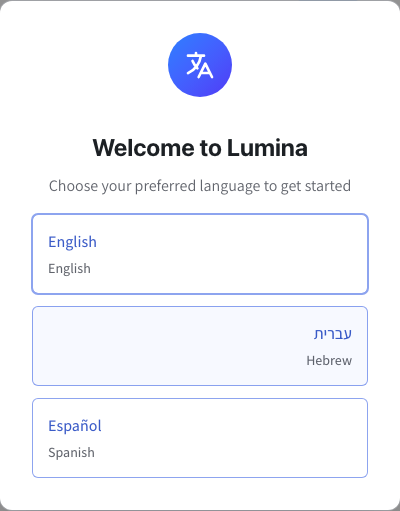 Welcome to Lumina
Choose your preferred language to get started
English
English
עברית
Hebrew
Español
Spanish